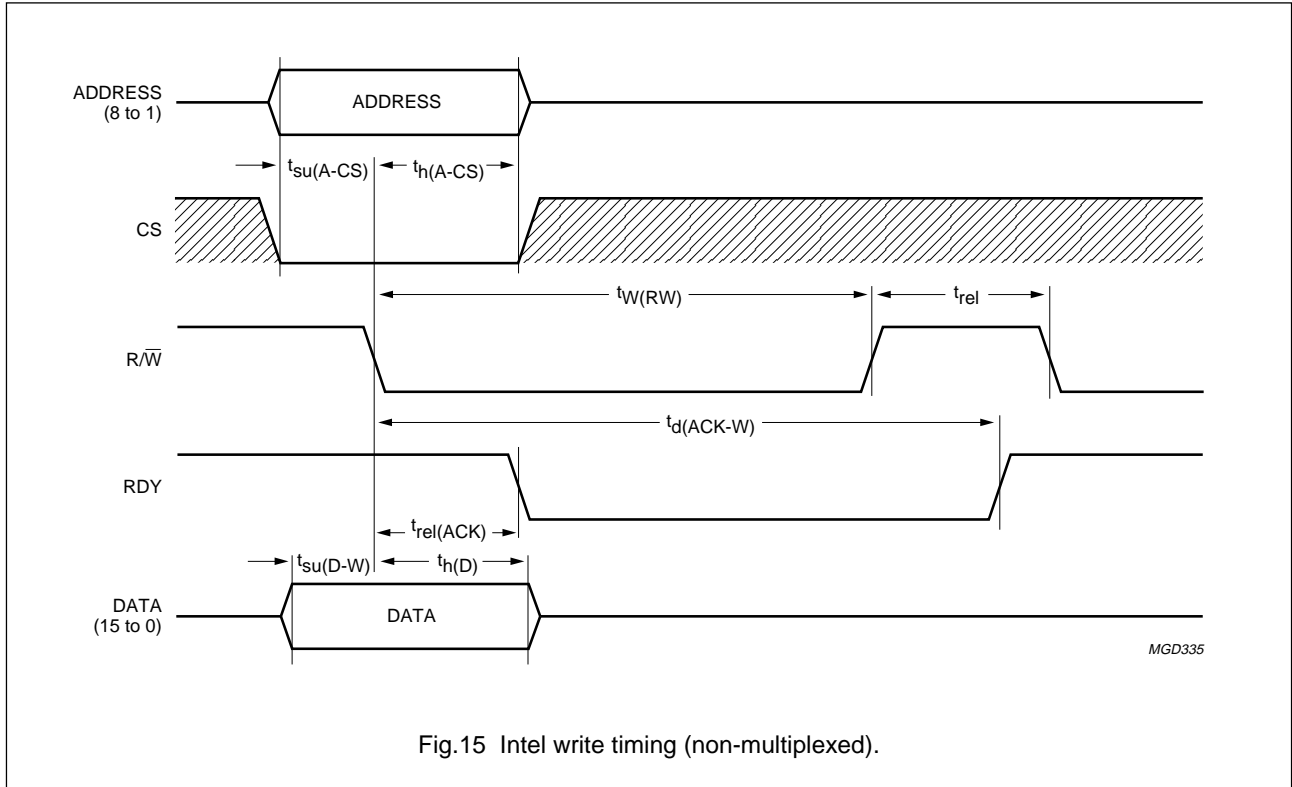 ADDRESS
(8 to 1)
ADDRESS
tsu(A-CS)
th(A-CS)
CS
tW(RW)
trel
R/W̅
td(ACK-W)
RDY
trel(ACK)
tsu(D-W)
th(D)
DATA
(15 to 0)
DATA
MGD335
Fig.15 Intel write timing (non-multiplexed).